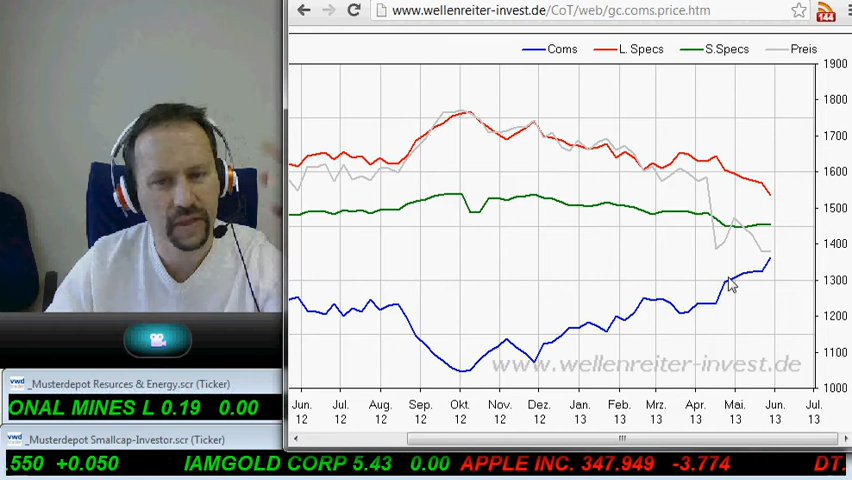 www.wellenreiter-invest.de/CoT/web/gc.coms.price.htm
144
Coms L. Specs S.Specs Preis
1900
1800
1700
1600
1500
1400
1300
1200
1100
1000
www.wellenreiter-invest.de
Jun. Jul. Aug. Sep. Okt. Nov. Dez. Jan. Feb. Mrz. Apr. Mai. Jun. Jul.
12 12 12 12 12 12 12 13 13 13 13 13 13 13
vwd _Musterdepot Resurces & Energy.scr (Ticker)
ONAL MINES L 0.19 0.00
vwd _Musterdepot Smallcap-Investor.scr (Ticker)
.550 +0.050 IAMGOLD CORP 5.43 0.00 APPLE INC. 347.949 -3.774 DT.